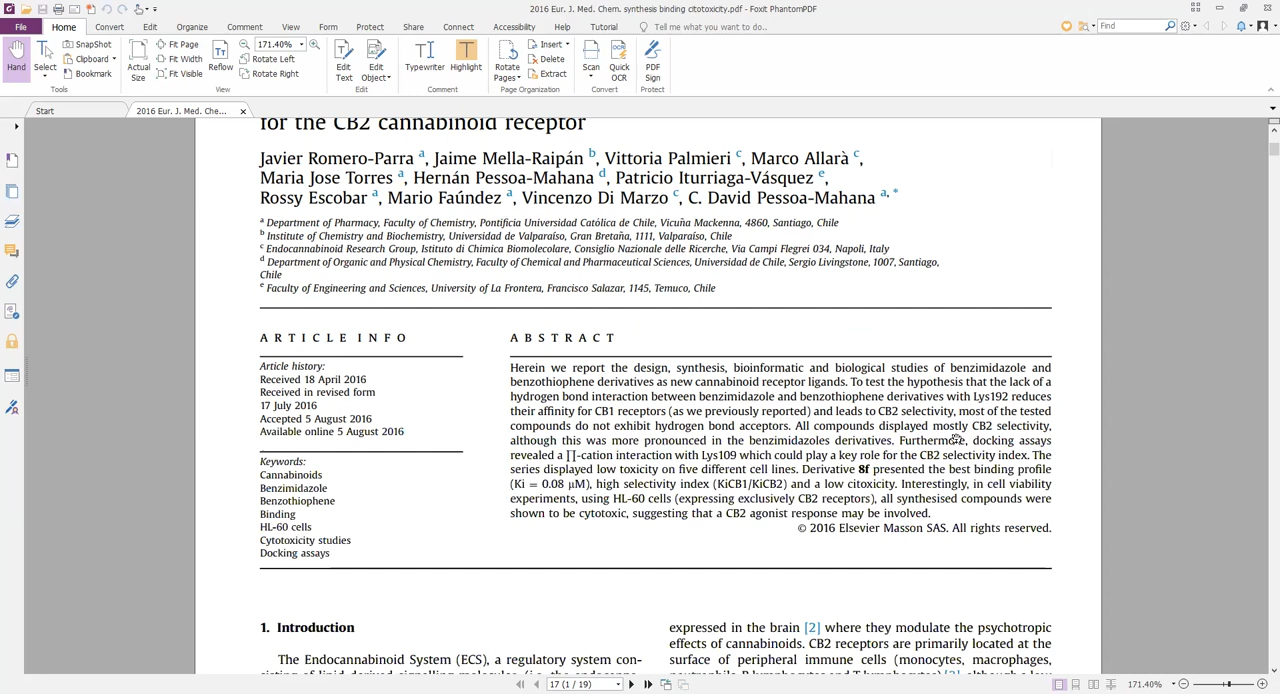 2016 Eur. J. Med. Chem. synthesis binding citotoxicity.pdf - Foxit PhantomPDF
File Home Convert Edit Organize Comment View Form Protect Share Connect Accessibility Help Tutorial Tell me what you want to do.. Find
Hand Select SnapShot Clipboard Bookmark
Tools
Actual Size Fit Page Fit Width Fit Visible Reflow 171.40% Rotate Left Rotate Right
View
Edit Text Edit Object
Edit
Typewriter Highlight
Comment
Rotate Pages Insert Delete Extract
Page Organization
Scan Quick OCR
Convert
PDF Sign
Protect
Start 2016 Eur. J. Med. Che...
for the CB2 cannabinoid receptor
Javier Romero-Parra a, Jaime Mella-Raipán b, Vittoria Palmieri c, Marco Allarà c,
Maria Jose Torres a, Hernán Pessoa-Mahana d, Patricio Iturriaga-Vásquez e,
Rossy Escobar a, Mario Faúndez a, Vincenzo Di Marzo c, C. David Pessoa-Mahana a, *
a Department of Pharmacy, Faculty of Chemistry, Pontificia Universidad Católica de Chile, Vicuña Mackenna, 4860, Santiago, Chile
b Institute of Chemistry and Biochemistry, Universidad de Valparaíso, Gran Bretaña, 1111, Valparaíso, Chile
c Endocannabinoid Research Group, Istituto di Chimica Biomolecolare, Consiglio Nazionale delle Ricerche, Via Campi Flegrei 034, Napoli, Italy
d Department of Organic and Physical Chemistry, Faculty of Chemical and Pharmaceutical Sciences, Universidad de Chile, Sergio Livingstone, 1007, Santiago,
Chile
e Faculty of Engineering and Sciences, University of La Frontera, Francisco Salazar, 1145, Temuco, Chile
ARTICLE INFO
Article history:
Received 18 April 2016
Received in revised form
17 July 2016
Accepted 5 August 2016
Available online 5 August 2016
Keywords:
Cannabinoids
Benzimidazole
Benzothiophene
Binding
HL-60 cells
Cytotoxicity studies
Docking assays
ABSTRACT
Herein we report the design, synthesis, bioinformatic and biological studies of benzimidazole and
benzothiophene derivatives as new cannabinoid receptor ligands. To test the hypothesis that the lack of a
hydrogen bond interaction between benzimidazole and benzothiophene derivatives with Lys192 reduces
their affinity for CB1 receptors (as we previously reported) and leads to CB2 selectivity, most of the tested
compounds do not exhibit hydrogen bond acceptors. All compounds displayed mostly CB2 selectivity,
although this was more pronounced in the benzimidazoles derivatives. Furthermore, docking assays
revealed a ∏-cation interaction with Lys109 which could play a key role for the CB2 selectivity index. The
series displayed low toxicity on five different cell lines. Derivative 8f presented the best binding profile
(Ki = 0.08 μM), high selectivity index (KiCB1/KiCB2) and a low citoxicity. Interestingly, in cell viability
experiments, using HL-60 cells (expressing exclusively CB2 receptors), all synthesised compounds were
shown to be cytotoxic, suggesting that a CB2 agonist response may be involved.
© 2016 Elsevier Masson SAS. All rights reserved.
1. Introduction
The Endocannabinoid System (ECS), a regulatory system con-
expressed in the brain [2] where they modulate the psychotropic
effects of cannabinoids. CB2 receptors are primarily located at the
surface of peripheral immune cells (monocytes, macrophages,
17 (1 / 19) 171.40%